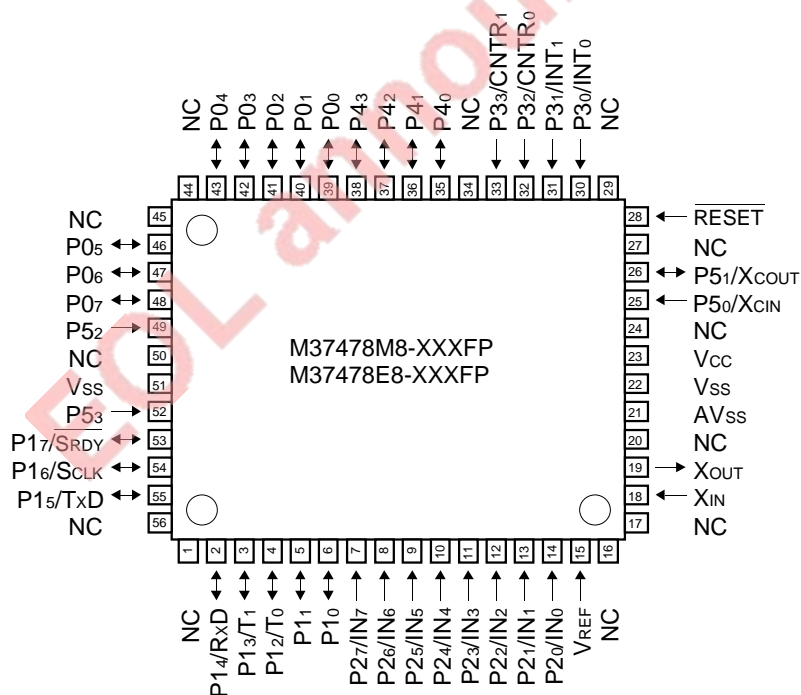 EOL annou
NC
P04
P03
P02
P01
P00
P43
P42
P41
P40
NC
P33/CNTR1
P32/CNTR0
P31/INT1
P30/INT0
NC
44
43
42
41
40
39
38
37
36
35
34
33
32
31
30
29
NC 45
P05 46
P06 47
P07 48
P52 49
NC 50
VSS 51
P53 52
P17/SRDY 53
P16/SCLK 54
P15/TXD 55
NC 56
M37478M8-XXXFP
M37478E8-XXXFP
28 RESET
27 NC
26 P51/XCOUT
25 P50/XCIN
24 NC
23 VCC
22 VSS
21 AVSS
20 NC
19 XOUT
18 XIN
17 NC
1
2
3
4
5
6
7
8
9
10
11
12
13
14
15
16
NC
P14/RXD
P13/T1
P12/T0
P11
P10
P27/IN7
P26/IN6
P25/IN5
P24/IN4
P23/IN3
P22/IN2
P21/IN1
P20/IN0
VREF
NC